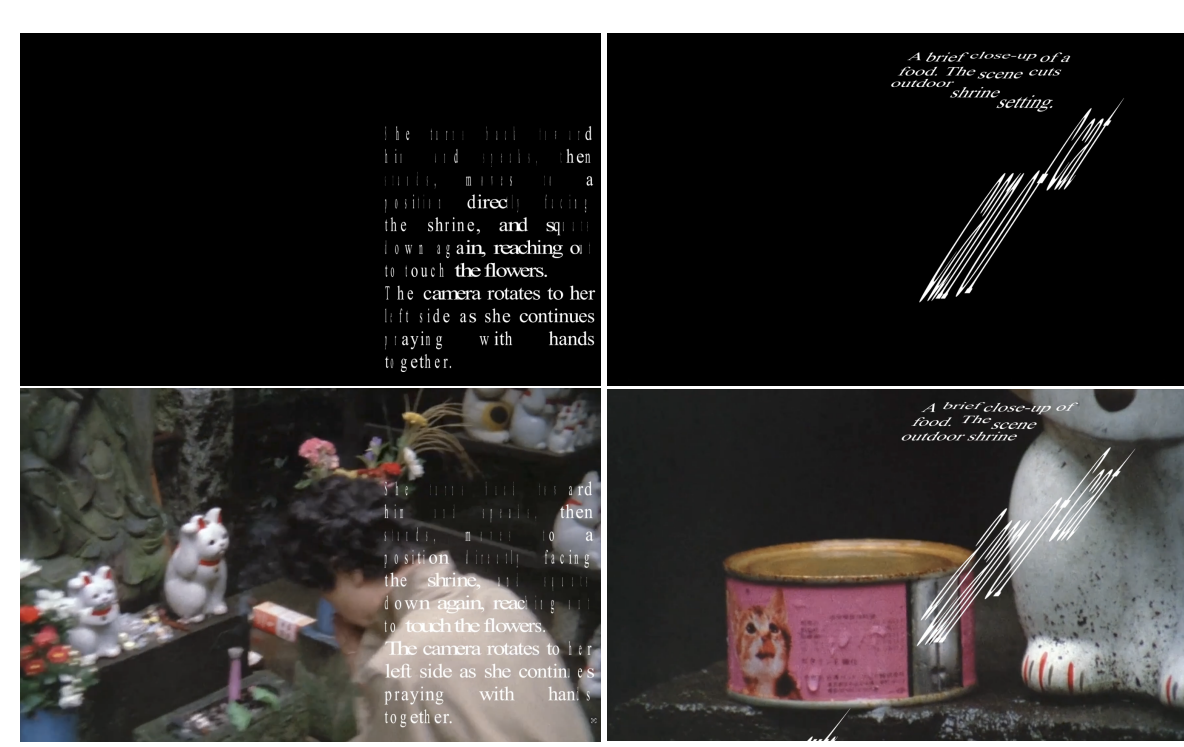 She turns back toward
him and speaks, then
stands, moves to a
position directly facing
the shrine, and squats
down again, reaching out
to touch the flowers.
The camera rotates to her
left side as she continues
praying with hands
together.
A brief close-up of a
food. The scene cuts
outdoor shrine
setting.
She turns back toward
him and speaks, then
stands, moves to a
position directly facing
the shrine, and squats
down again, reaching out
to touch the flowers.
The camera rotates to her
left side as she continues
praying with hands
together.
A brief close-up of
food. The scene
outdoor shrine